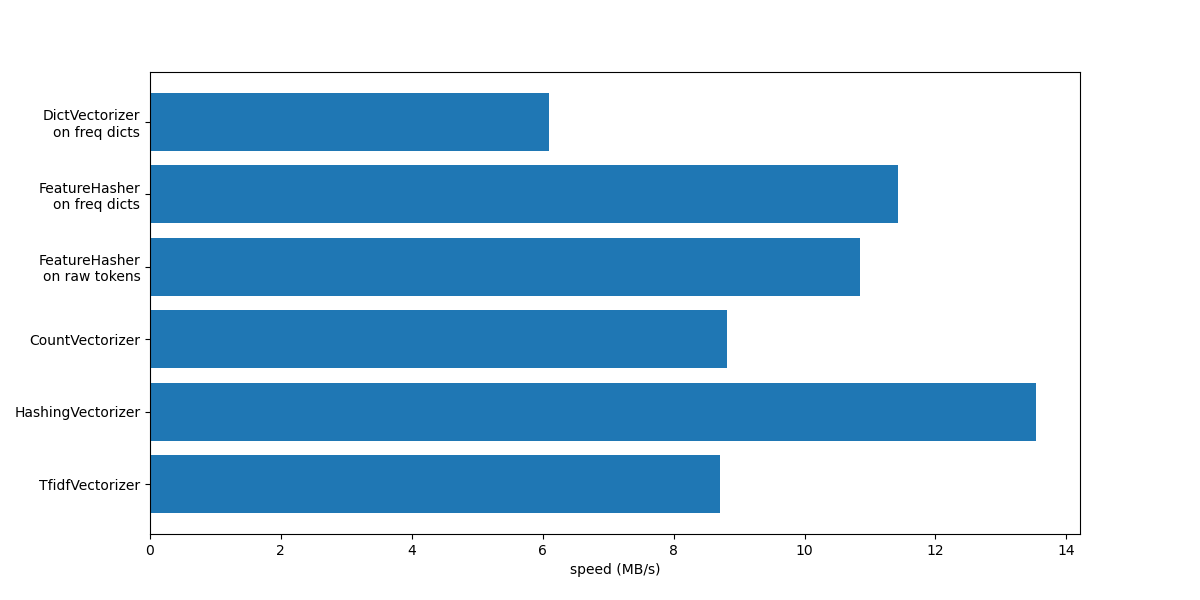 DictVectorizer
on freq dicts
FeatureHasher
on freq dicts
FeatureHasher
on raw tokens
CountVectorizer
HashingVectorizer
TfidfVectorizer
0 2 4 6 8 10 12 14
speed (MB/s)